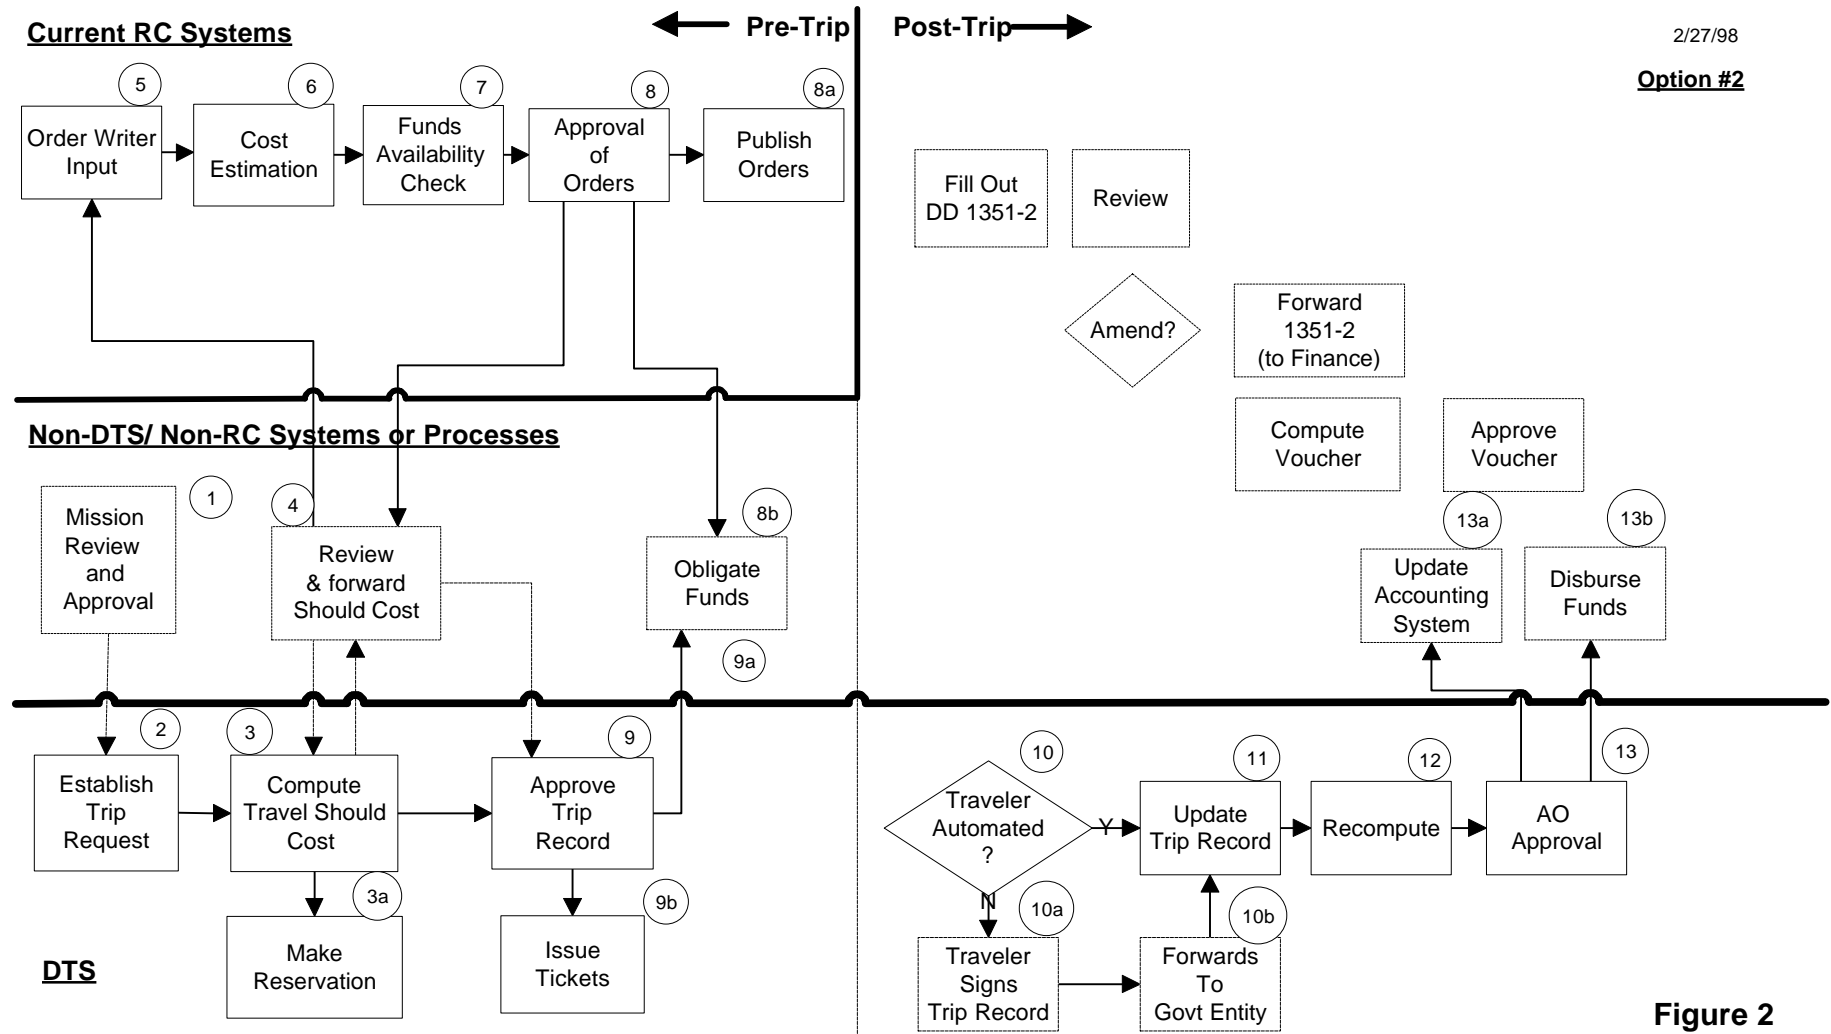 Current RC Systems
Pre-Trip
Post-Trip
2/27/98
Option #2
5
6
7
8
8a
Order Writer
Input
Cost
Estimation
Funds
Availability
Check
Approval
of
Orders
Publish
Orders
Fill Out
DD 1351-2
Review
Amend?
Forward
1351-2
(to Finance)
Compute
Voucher
Approve
Voucher
Non-DTS/ Non-RC Systems or Processes
1
Mission
Review
and
Approval
4
Review
& forward
Should Cost
8b
Obligate
Funds
9a
13a
Update
Accounting
System
13b
Disburse
Funds
2
Establish
Trip
Request
3
Compute
Travel Should
Cost
3a
Make
Reservation
9
Approve
Trip
Record
9b
Issue
Tickets
10
Traveler
Automated
?
Y
N
11
Update
Trip Record
12
Recompute
13
AO
Approval
10a
Traveler
Signs
Trip Record
10b
Forwards
To
Govt Entity
DTS
Figure 2